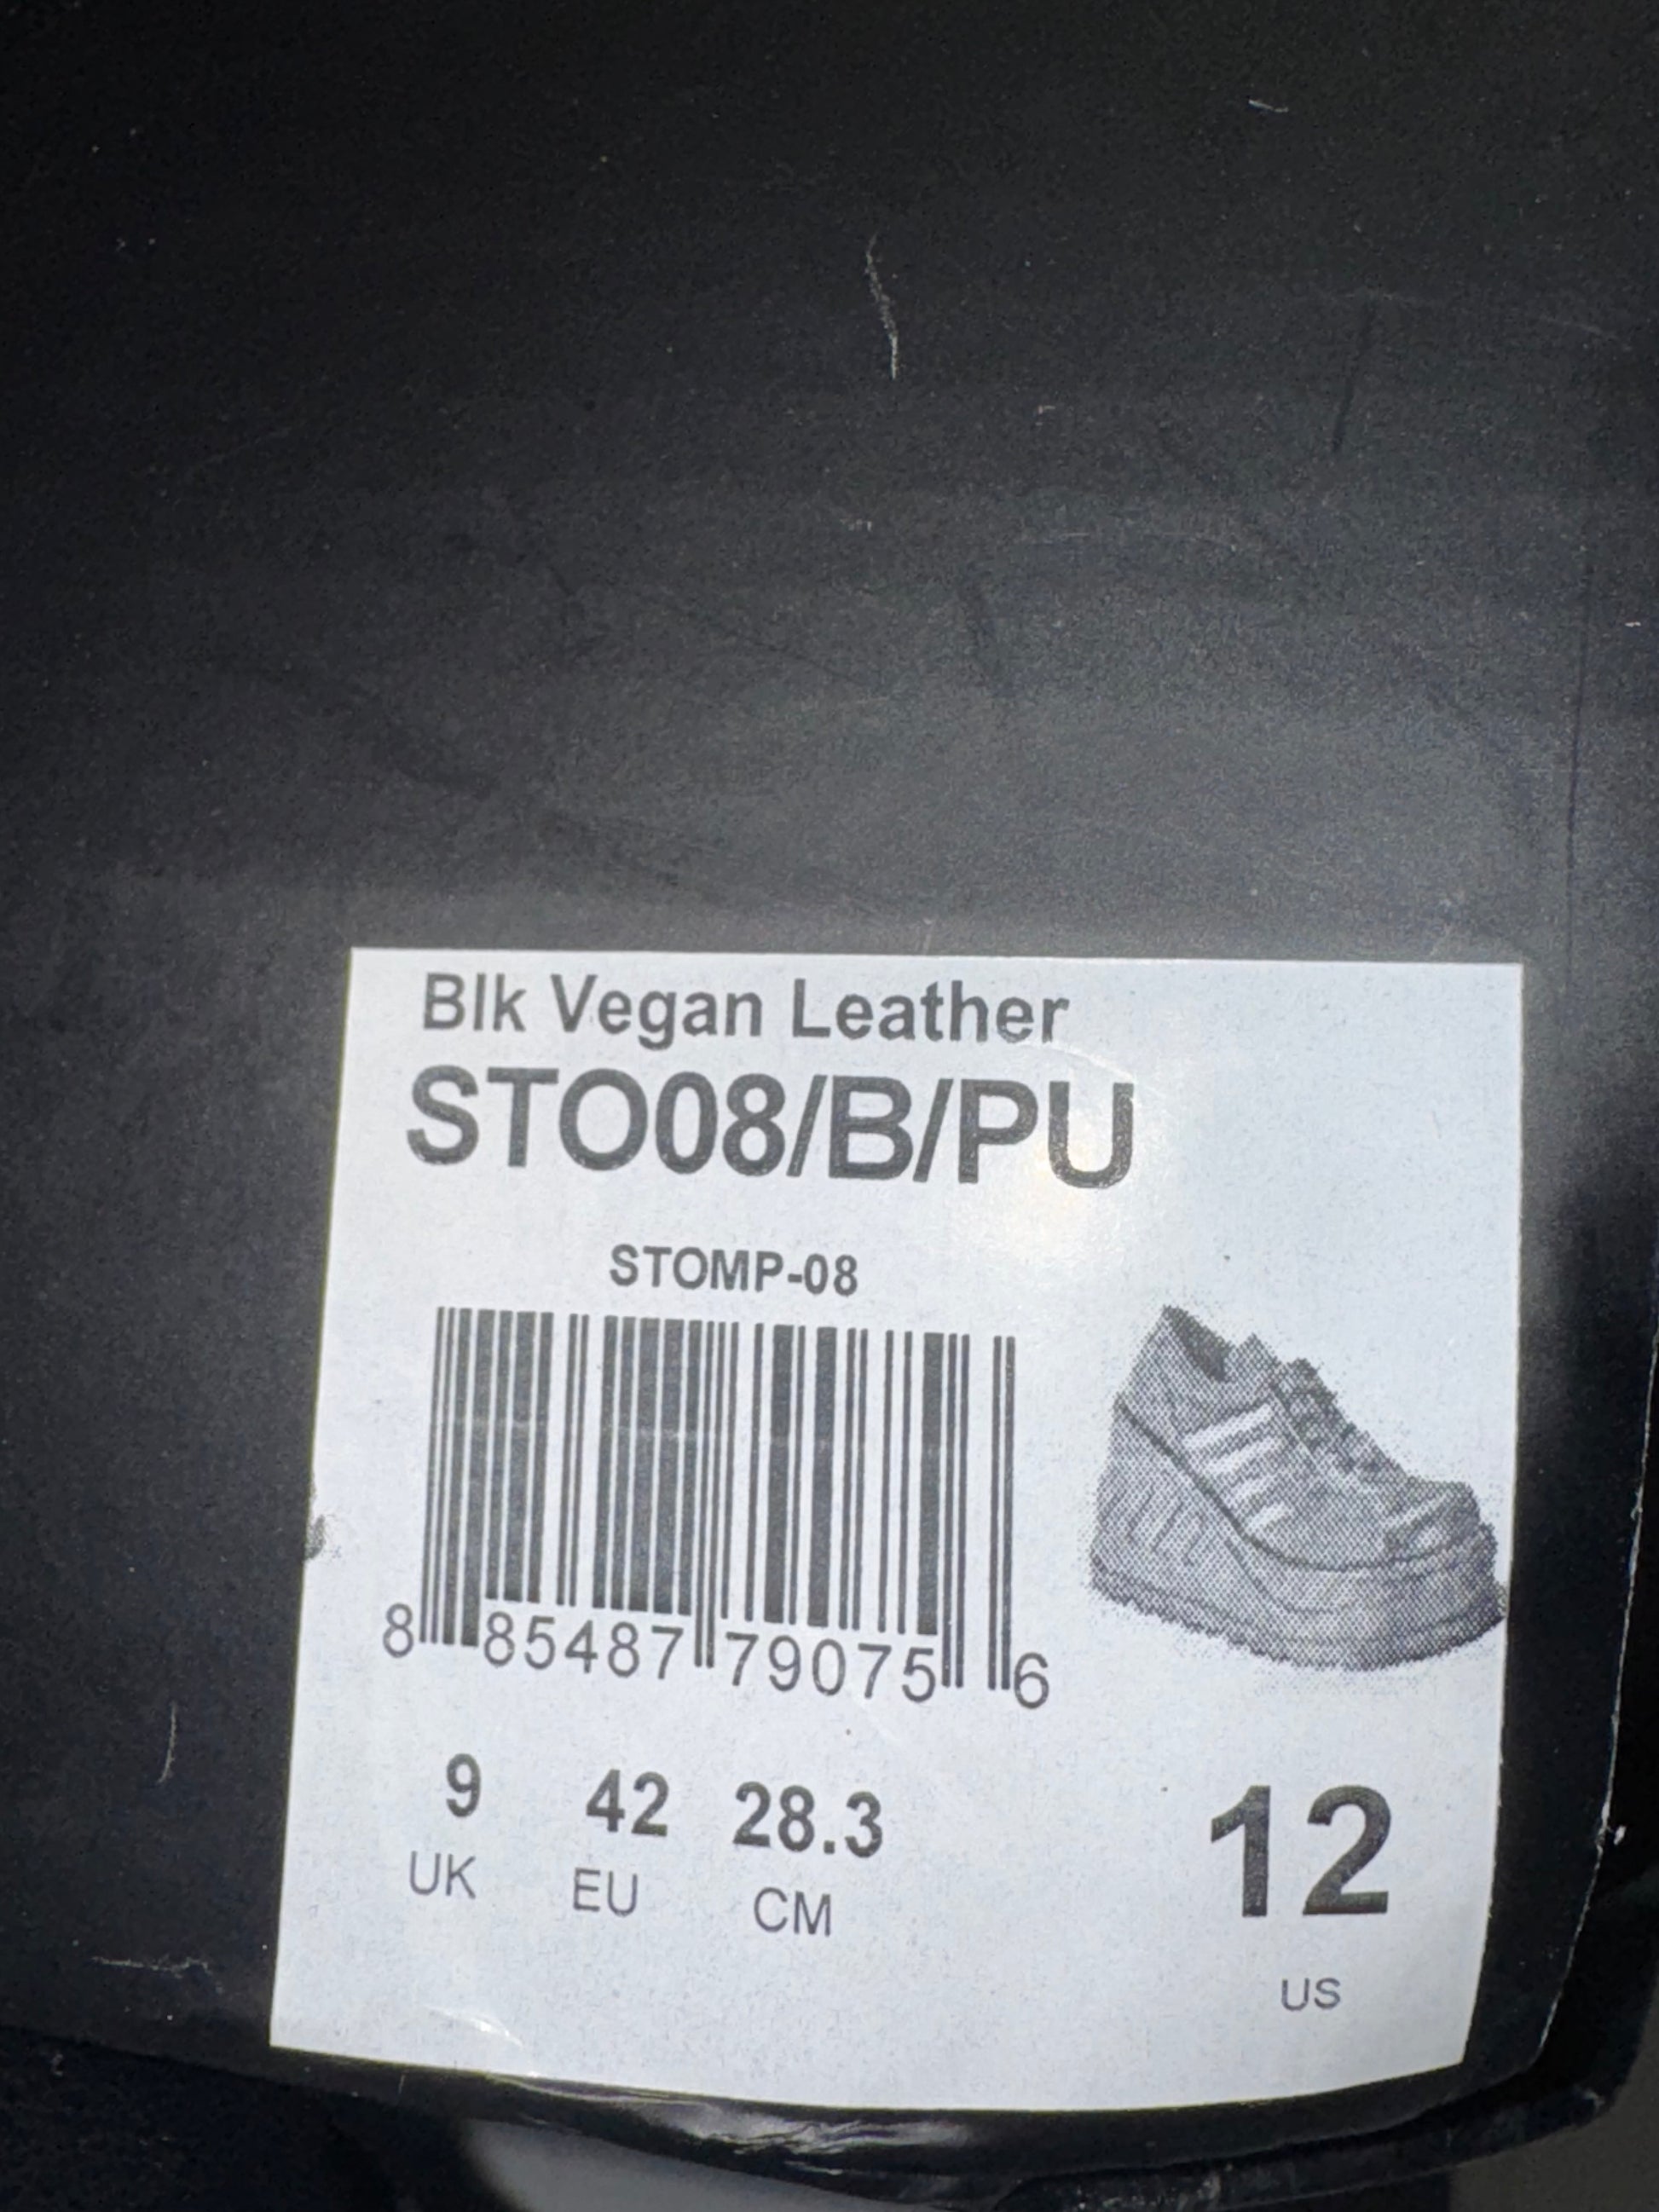 Blk Vegan Leather
STO08/B/PU
STOMP-08
8 85487 79075 6
9 42 28.3 12
UK EU CM US